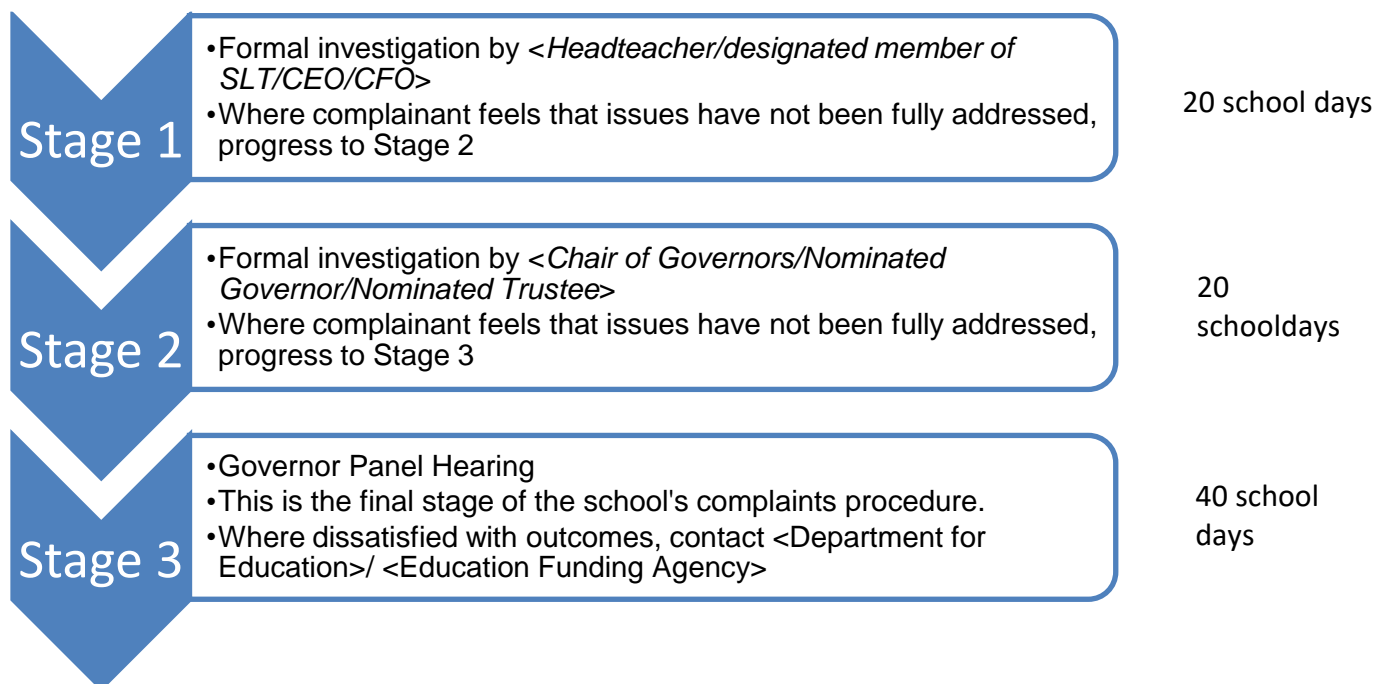 Stage 1
•Formal investigation by <Headteacher/designated member of
SLT/CEO/CFO>
•Where complainant feels that issues have not been fully addressed,
progress to Stage 2
20 school days
Stage 2
•Formal investigation by <Chair of Governors/Nominated
Governor/Nominated Trustee>
•Where complainant feels that issues have not been fully addressed,
progress to Stage 3
20
schooldays
Stage 3
•Governor Panel Hearing
•This is the final stage of the school's complaints procedure.
•Where dissatisfied with outcomes, contact <Department for
Education>/ <Education Funding Agency>
40 school
days